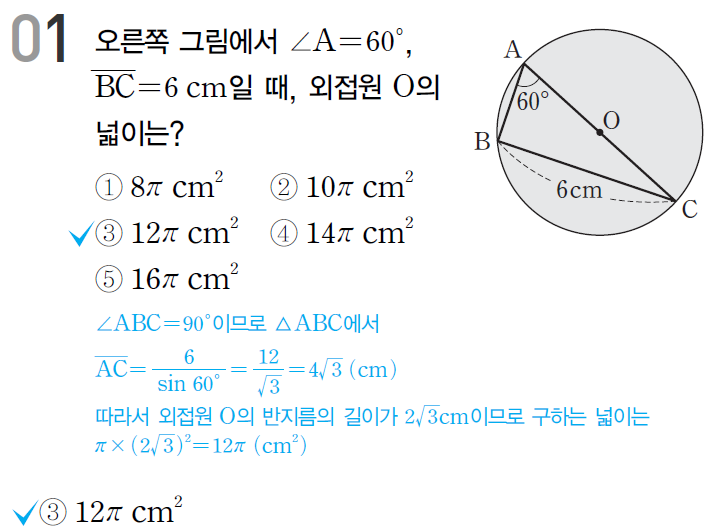 01
오른쪽 그림에서 ∠A=60°,
BC=6 cm일 때, 외접원 O의
넓이는?
① 8π cm² ② 10π cm²
③ 12π cm² ④ 14π cm²
⑤ 16π cm²
A
60°
O
B
6cm
C
∠ABC=90°이므로 △ABC에서
AC=6/sin 60°=12/√3=4√3 (cm)
따라서 외접원 O의 반지름의 길이가 2√3cm이므로 구하는 넓이는
π×(2√3)²=12π (cm²)
③ 12π cm²